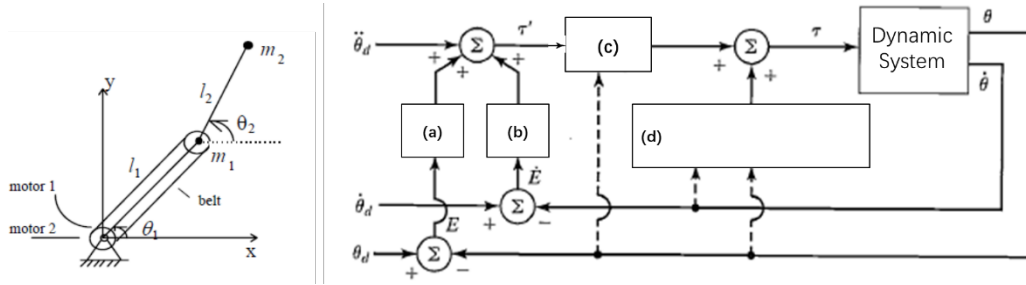 y
m₂
l₂
θ₂
l₁
m₁
motor 1
belt
motor 2
θ₁
x
θ̈d
+
+
+
Σ
τ′
(c)
+
+
Σ
τ
Dynamic
System
θ
θ̇
(a)
(b)
(d)
Ė
θ̇d
+
Σ
−
E
θd
+
Σ
−